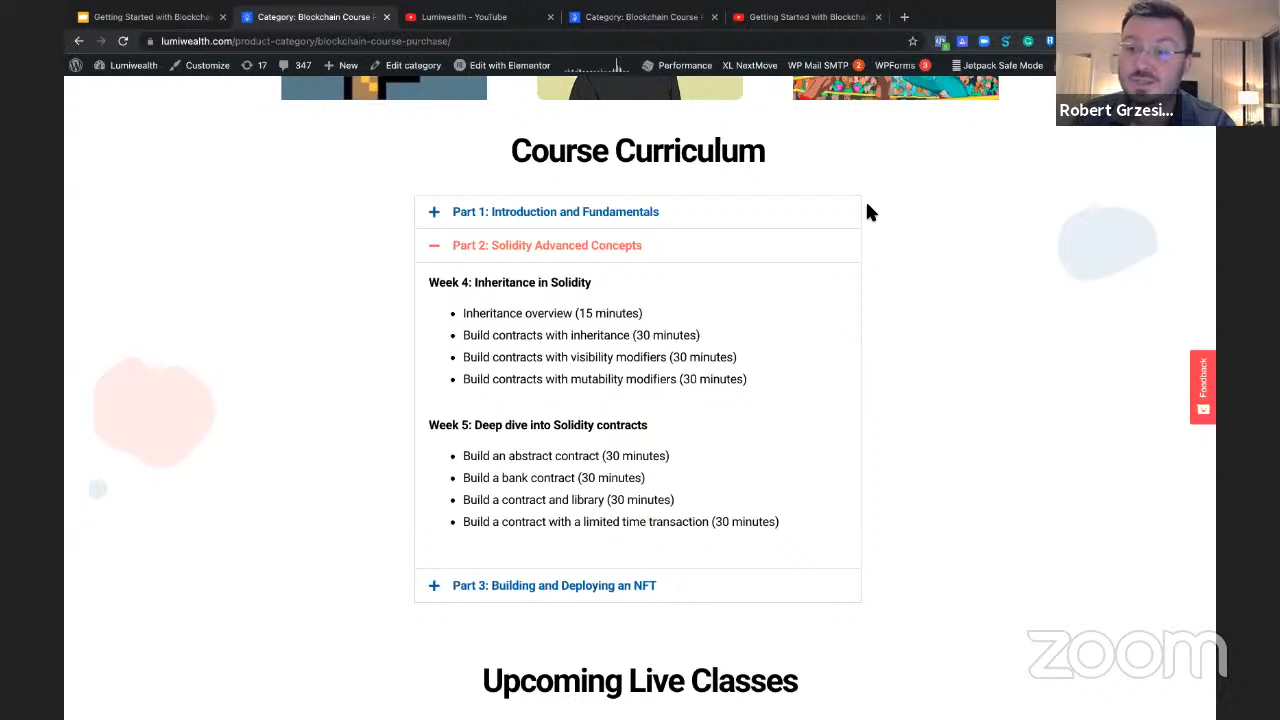 Getting Started with Blockchain
Category: Blockchain Course F
Lumiwealth - YouTube
Category: Blockchain Course F
Getting Started with Blockchai
lumiwealth.com/product-category/blockchain-course-purchase/
Lumiwealth
Customize
17
347
New
Edit category
Edit with Elementor
Performance
XL NextMove
WP Mail SMTP 2
WPForms 3
Jetpack Safe Mode
Robert Grzesi...
Course Curriculum
+ Part 1: Introduction and Fundamentals
− Part 2: Solidity Advanced Concepts
Week 4: Inheritance in Solidity
• Inheritance overview (15 minutes)
• Build contracts with inheritance (30 minutes)
• Build contracts with visibility modifiers (30 minutes)
• Build contracts with mutability modifiers (30 minutes)
Week 5: Deep dive into Solidity contracts
• Build an abstract contract (30 minutes)
• Build a bank contract (30 minutes)
• Build a contract and library (30 minutes)
• Build a contract with a limited time transaction (30 minutes)
+ Part 3: Building and Deploying an NFT
Feedback
Upcoming Live Classes
zoom